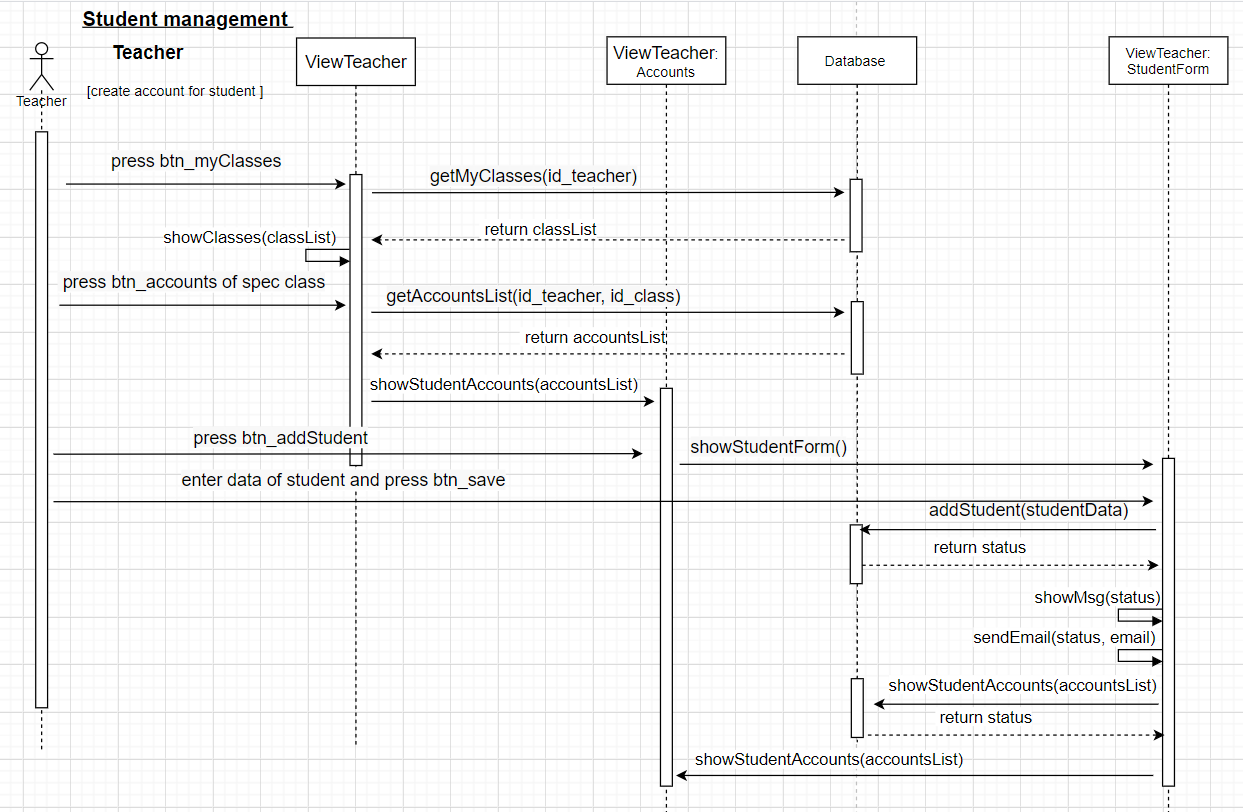 Student management
Teacher
Teacher
[create account for student ]
ViewTeacher
ViewTeacher:
Accounts
Database
ViewTeacher:
StudentForm
press btn_myClasses
getMyClasses(id_teacher)
return classList
showClasses(classList)
press btn_accounts of spec class
getAccountsList(id_teacher, id_class)
return accountsList
showStudentAccounts(accountsList)
press btn_addStudent
showStudentForm()
enter data of student and press btn_save
addStudent(studentData)
return status
showMsg(status)
sendEmail(status, email)
showStudentAccounts(accountsList)
return status
showStudentAccounts(accountsList)